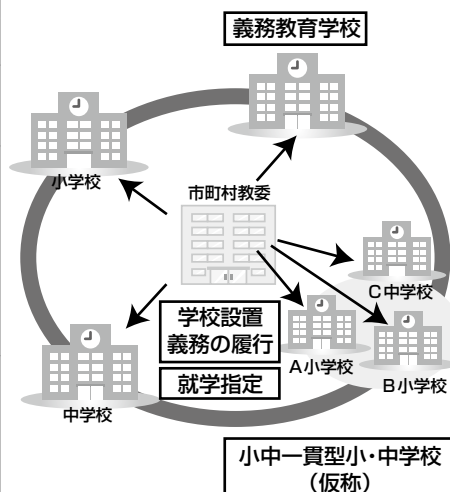 義務教育学校
小学校
市町村教委
C中学校
学校設置
義務の履行
A小学校
就学指定
B小学校
中学校
小中一貫型小・中学校
(仮称)